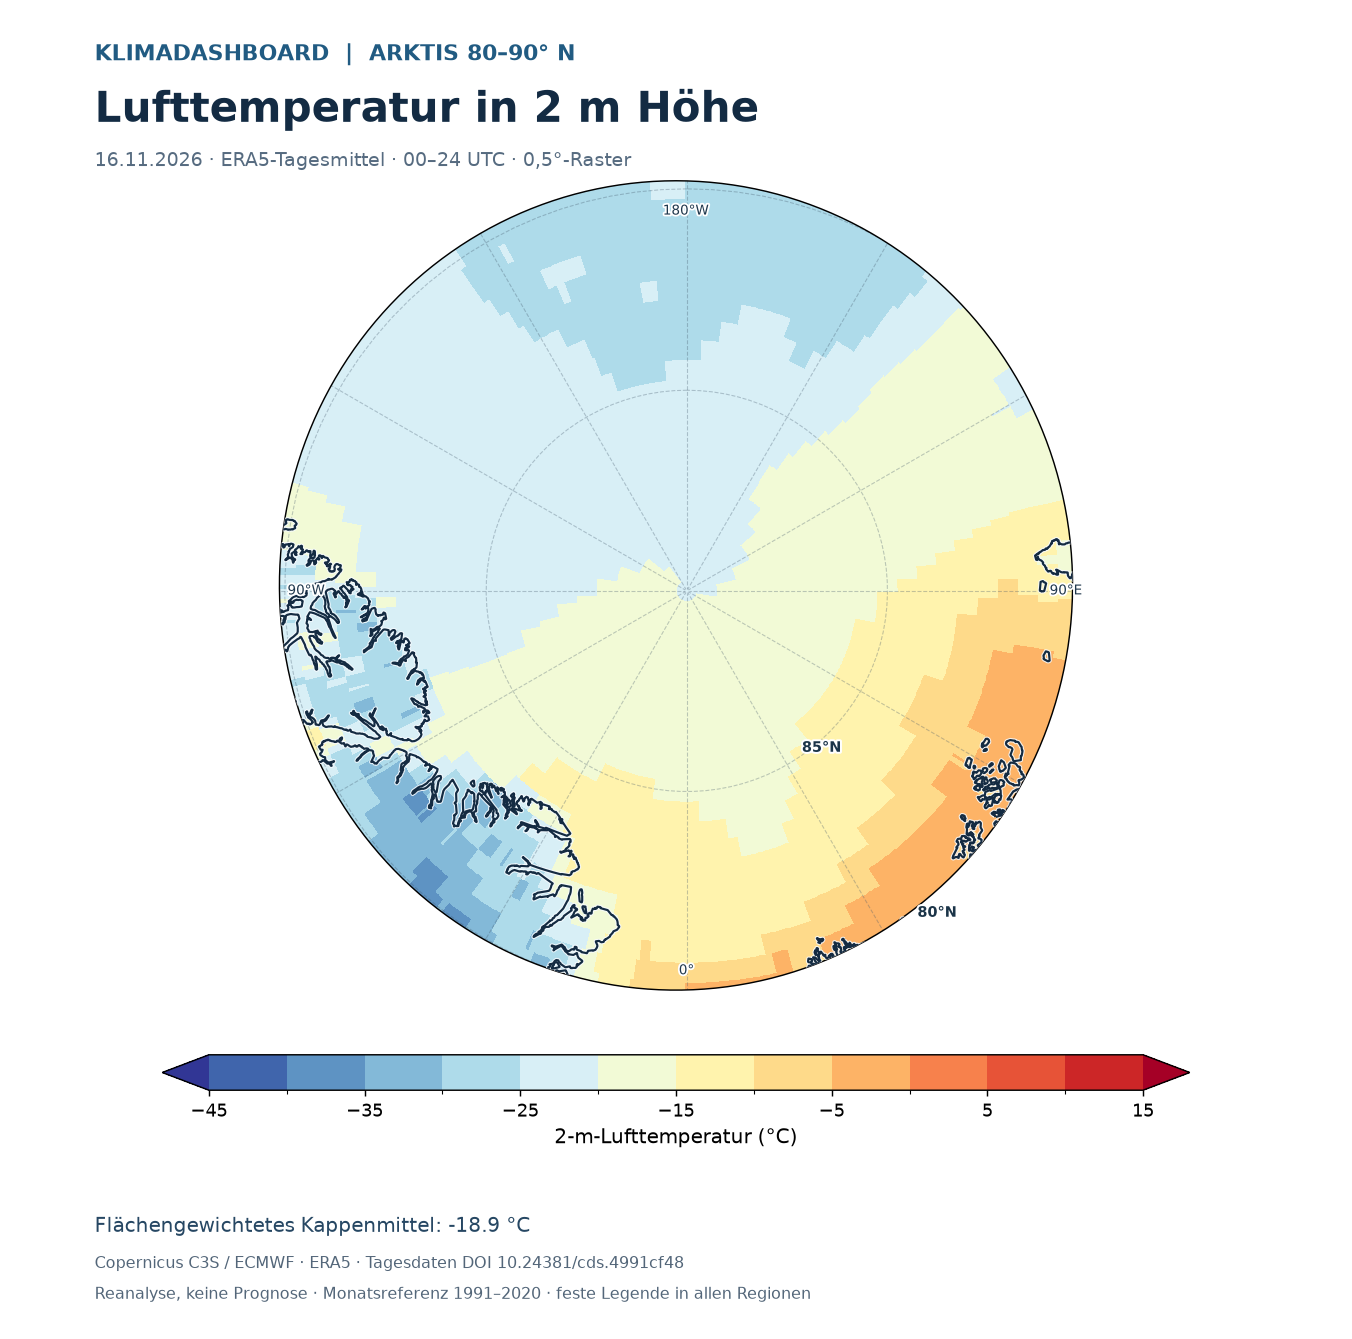 KLIMADASHBOARD | ARKTIS 80–90° N
Lufttemperatur in 2 m Höhe
16.11.2026 · ERA5-Tagesmittel · 00–24 UTC · 0,5°-Raster
180°W
90°W
90°E
85°N
80°N
0°
−45 −35 −25 −15 −5 5 15
2-m-Lufttemperatur (°C)
Flächengewichtetes Kappenmittel: -18.9 °C
Copernicus C3S / ECMWF · ERA5 · Tagesdaten DOI 10.24381/cds.4991cf48
Reanalyse, keine Prognose · Monatsreferenz 1991–2020 · feste Legende in allen Regionen